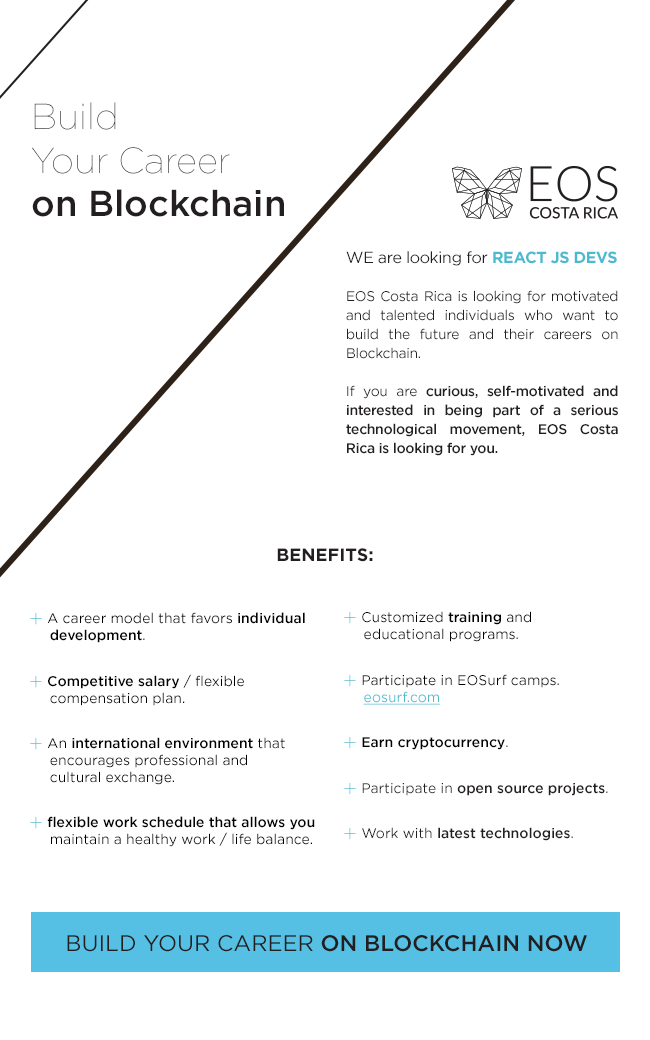 Build
Your Career
on Blockchain
EOS
COSTA RICA
WE are looking for REACT JS DEVS
EOS Costa Rica is looking for motivated
and talented individuals who want to
build the future and their careers on
Blockchain.
If you are curious, self-motivated and
interested in being part of a serious
technological movement, EOS Costa
Rica is looking for you.
BENEFITS:
+ A career model that favors individual
development.
+ Competitive salary / flexible
compensation plan.
+ An international environment that
encourages professional and
cultural exchange.
+ flexible work schedule that allows you
maintain a healthy work / life balance.
+ Customized training and
educational programs.
+ Participate in EOSurf camps.
eosurf.com
+ Earn cryptocurrency.
+ Participate in open source projects.
+ Work with latest technologies.
BUILD YOUR CAREER ON BLOCKCHAIN NOW